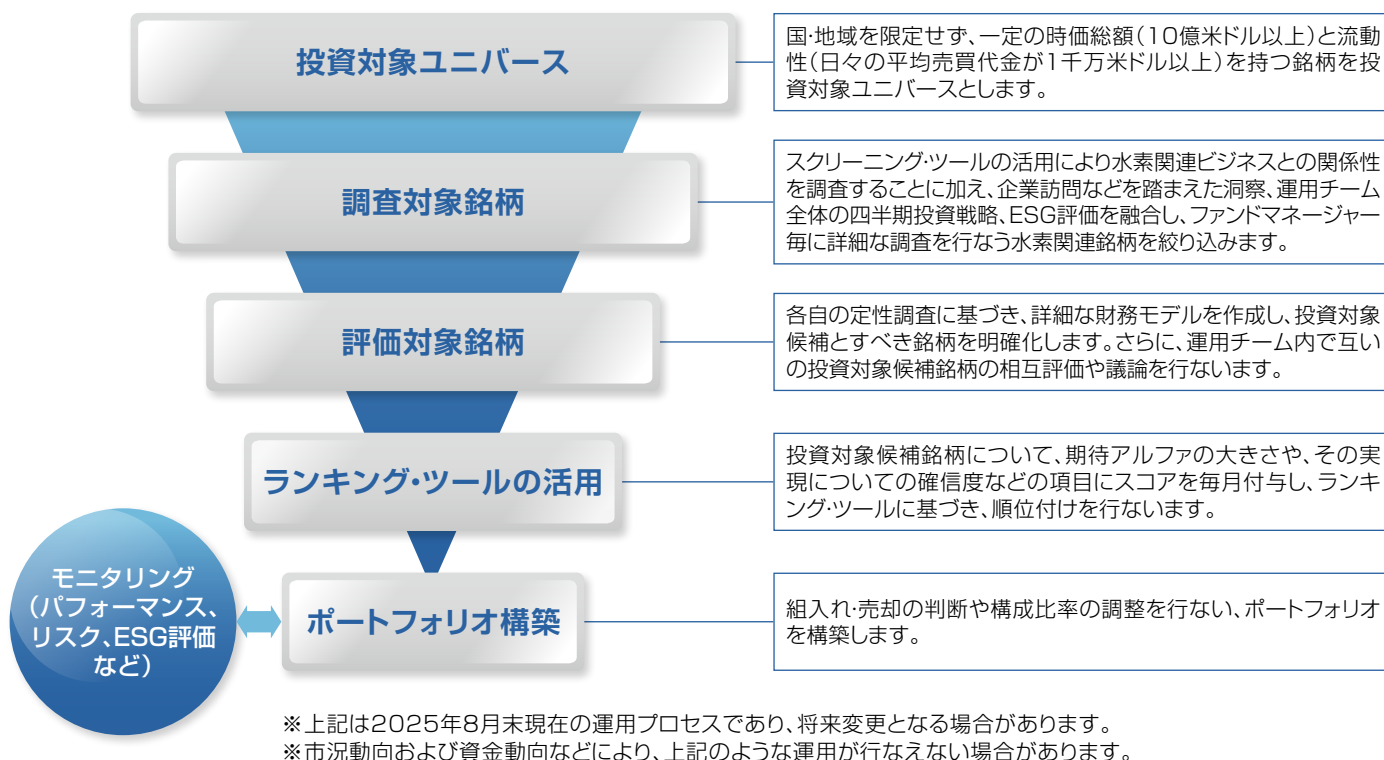 投資対象ユニバース
国・地域を限定せず、一定の時価総額（10億米ドル以上）と流動
性（日々の平均売買代金が1千万米ドル以上）を持つ銘柄を投
資対象ユニバースとします。
調査対象銘柄
スクリーニング・ツールの活用により水素関連ビジネスとの関係性
を調査することに加え、企業訪問などを踏まえた洞察、運用チーム
全体の四半期投資戦略、ESG評価を融合し、ファンドマネージャー
毎に詳細な調査を行なう水素関連銘柄を絞り込みます。
評価対象銘柄
各自の定性調査に基づき、詳細な財務モデルを作成し、投資対象
候補とすべき銘柄を明確化します。さらに、運用チーム内で互い
の投資対象候補銘柄の相互評価や議論を行ないます。
ランキング・ツールの活用
投資対象候補銘柄について、期待アルファの大きさや、その実
現についての確信度などの項目にスコアを毎月付与し、ランキ
ング・ツールに基づき、順位付けを行ないます。
モニタリング
（パフォーマンス、
リスク、ESG評価
など）
ポートフォリオ構築
組入れ・売却の判断や構成比率の調整を行ない、ポートフォリオ
を構築します。
※上記は2025年8月末現在の運用プロセスであり、将来変更となる場合があります。
※市況動向および資金動向などにより、上記のような運用が行なえない場合があります。